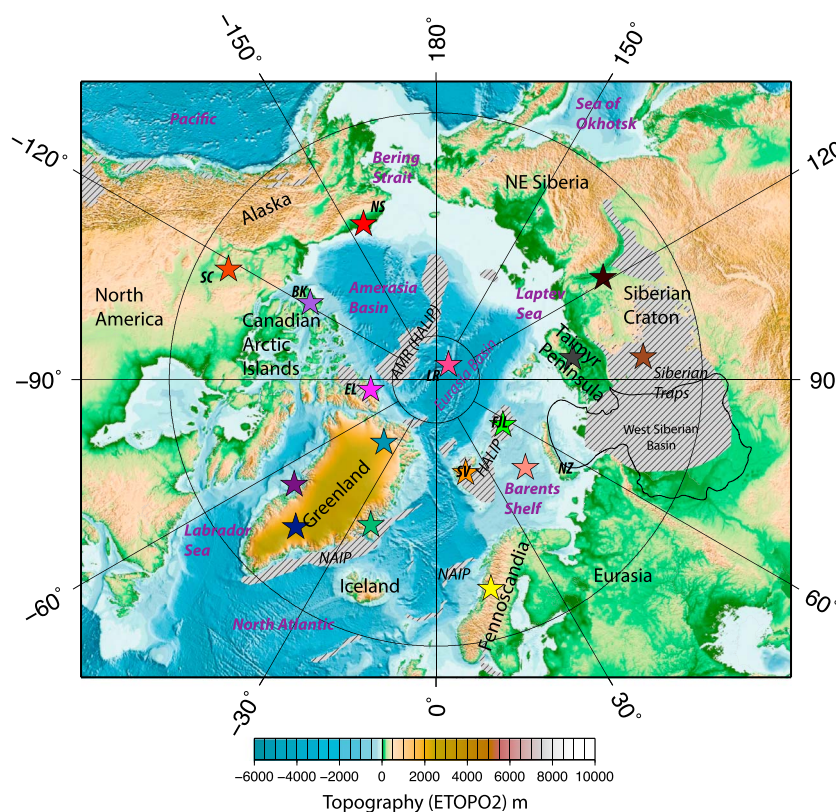 180°
-150°
150°
Pacific
Sea of
Okhotsk
-120°
120
Bering
Strait
NE Siberia
Alaska
NS
SC
BK
North
America
Amerasia
Basin
Laptev
Sea
Siberian
Craton
Canadian
Arctic
Islands
AMR (HALIP)
Taimyr
Peninsula
LR
Eurasia Basin
-90°
90
EL
Siberian
Traps
FJL
West Siberian
Basin
HALIP
SV
NZ
Barents
Shelf
Greenland
Labrador
Sea
NAIP
NAIP
Iceland
Fennoscandia
Eurasia
-60°
60°
North Atlantic
-30°
0°
30°
-6000 -4000 -2000 0 2000 4000 6000 8000 10000
Topography (ETOPO2) m